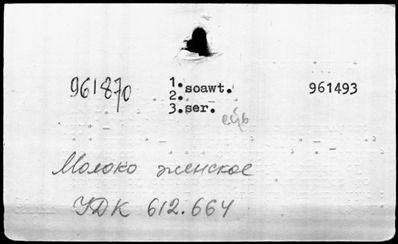 961870 1. soawt. 961493
2.
3. ser.
Молоко женское
УДК 612.664